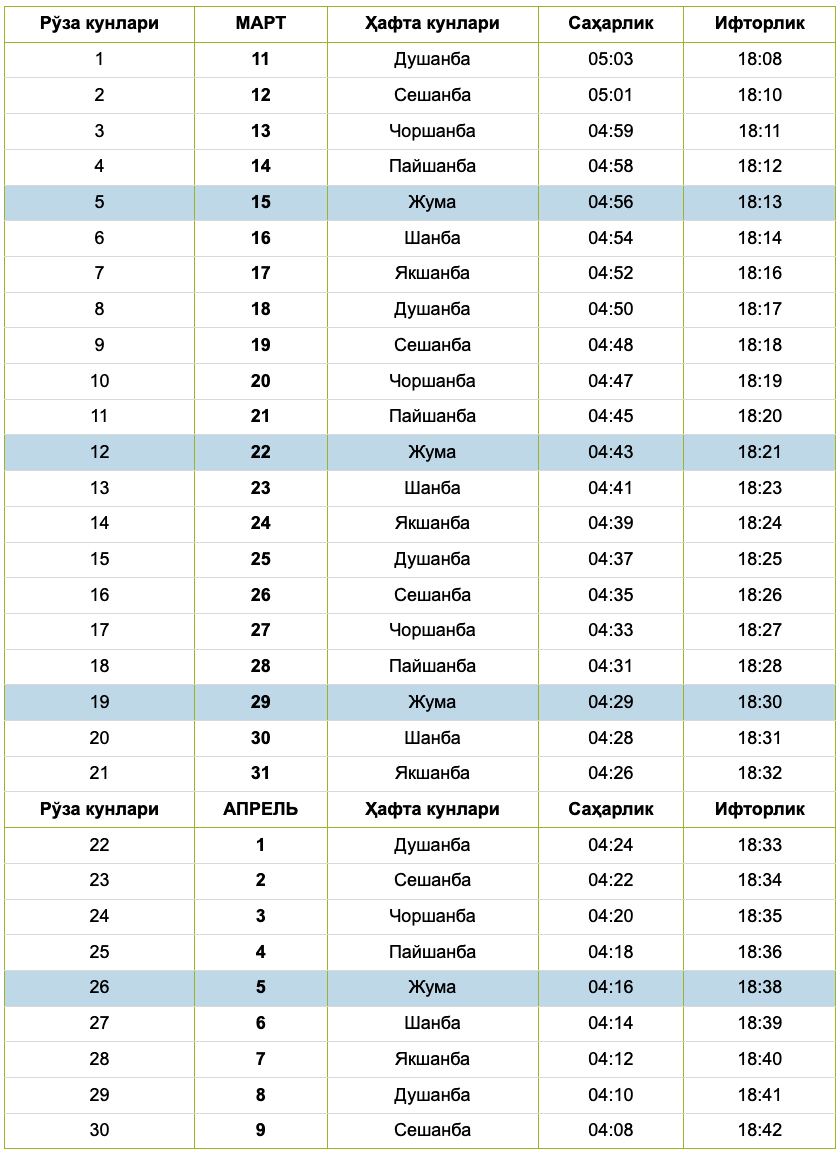 Рўза кунлари МАРТ Ҳафта кунлари Саҳарлик Ифторлик
1 11 Душанба 05:03 18:08
2 12 Сешанба 05:01 18:10
3 13 Чоршанба 04:59 18:11
4 14 Пайшанба 04:58 18:12
5 15 Жума 04:56 18:13
6 16 Шанба 04:54 18:14
7 17 Якшанба 04:52 18:16
8 18 Душанба 04:50 18:17
9 19 Сешанба 04:48 18:18
10 20 Чоршанба 04:47 18:19
11 21 Пайшанба 04:45 18:20
12 22 Жума 04:43 18:21
13 23 Шанба 04:41 18:23
14 24 Якшанба 04:39 18:24
15 25 Душанба 04:37 18:25
16 26 Сешанба 04:35 18:26
17 27 Чоршанба 04:33 18:27
18 28 Пайшанба 04:31 18:28
19 29 Жума 04:29 18:30
20 30 Шанба 04:28 18:31
21 31 Якшанба 04:26 18:32
Рўза кунлари АПРЕЛЬ Ҳафта кунлари Саҳарлик Ифторлик
22 1 Душанба 04:24 18:33
23 2 Сешанба 04:22 18:34
24 3 Чоршанба 04:20 18:35
25 4 Пайшанба 04:18 18:36
26 5 Жума 04:16 18:38
27 6 Шанба 04:14 18:39
28 7 Якшанба 04:12 18:40
29 8 Душанба 04:10 18:41
30 9 Сешанба 04:08 18:42